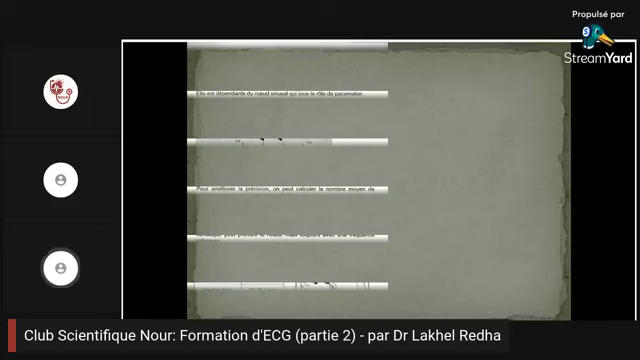 Propulsé par
StreamYard
Elle est dépendante du nœud sinusal qui joue le rôle de pacemaker.
Pour améliorer la précision, on peut calculer le nombre moyen de
Club Scientifique Nour: Formation d'ECG (partie 2) - par Dr Lakhel Redha